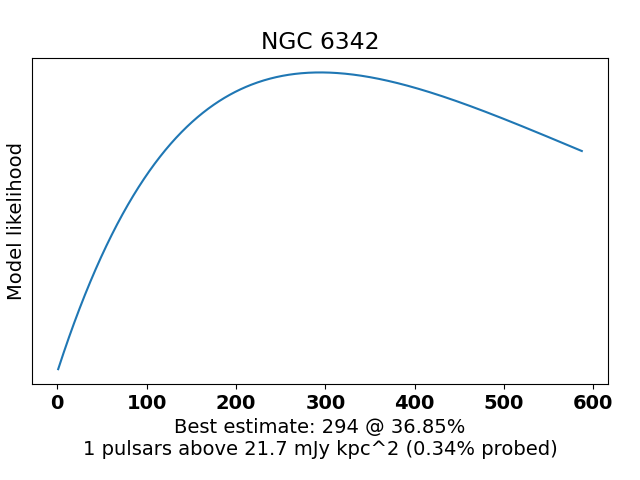 NGC 6342
Model likelihood
0 100 200 300 400 500 600
Best estimate: 294 @ 36.85%
1 pulsars above 21.7 mJy kpc^2 (0.34% probed)